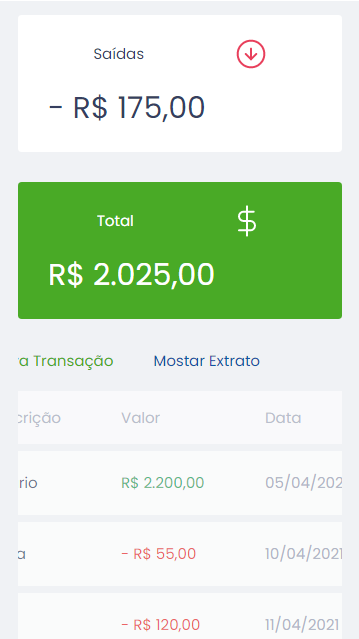 Saídas
- R$ 175,00
Total
R$ 2.025,00
a Transação Mostar Extrato
crição Valor Data
rio R$ 2.200,00 05/04/202
a - R$ 55,00 10/04/2021
- R$ 120,00 11/04/2021